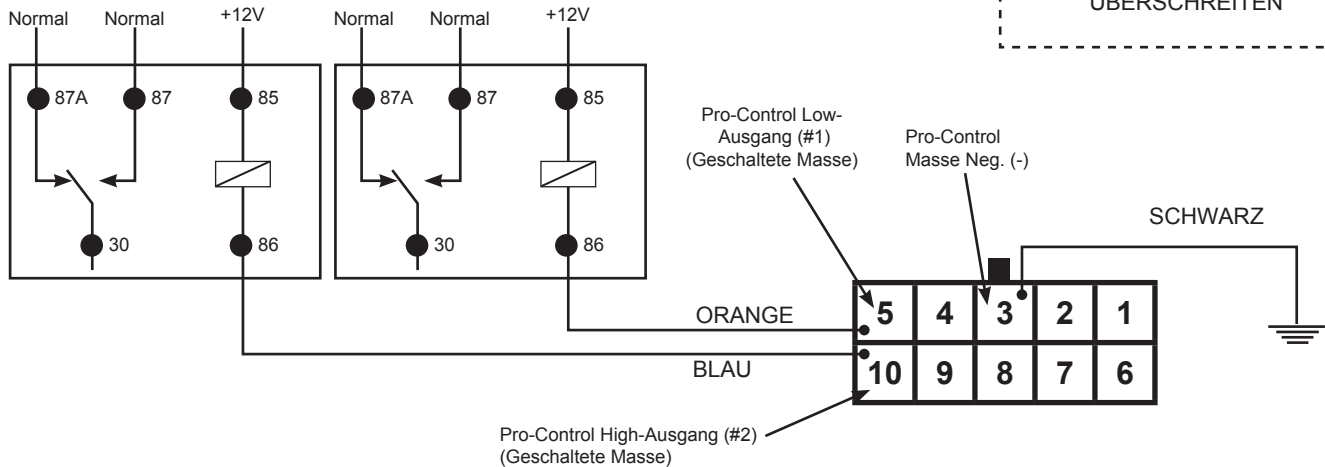 ÜBERSCHREITEN
Normal Normal +12V Normal Normal +12V
87A 87 85 87A 87 85
30 86 30 86
Pro-Control Low-
Ausgang (#1)
(Geschaltete Masse)
Pro-Control
Masse Neg. (-)
SCHWARZ
ORANGE
BLAU
5 4 3 2 1
10 9 8 7 6
Pro-Control High-Ausgang (#2)
(Geschaltete Masse)